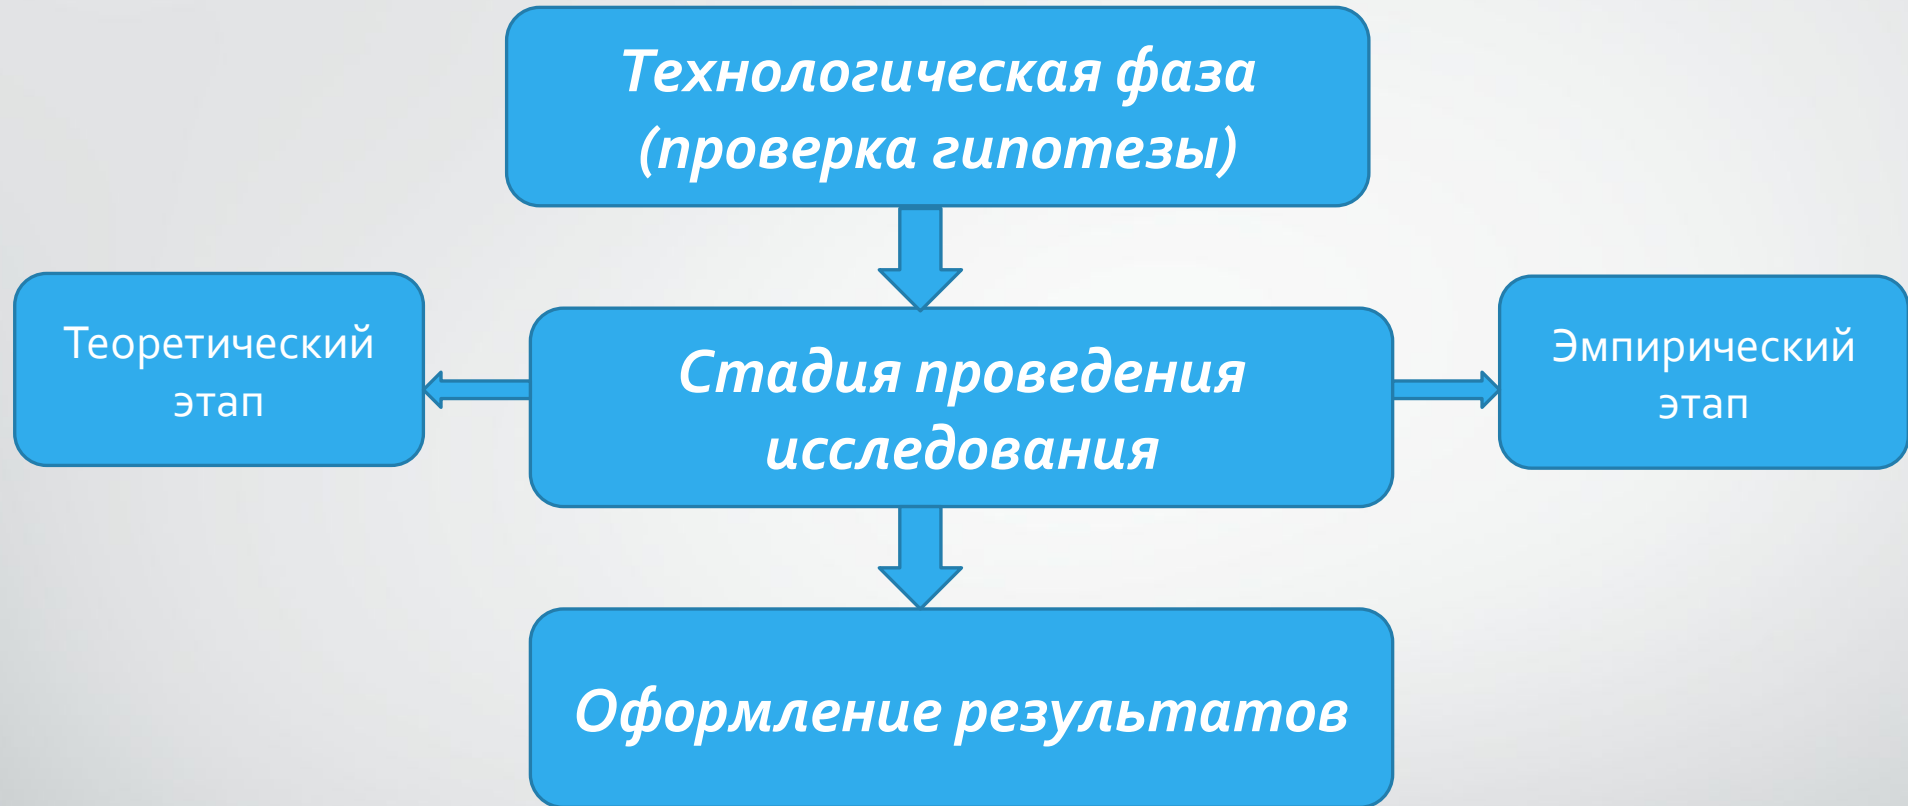 Технологическая фаза
(проверка гипотезы)
Теоретический
этап
Стадия проведения
исследования
Эмпирический
этап
Оформление результатов